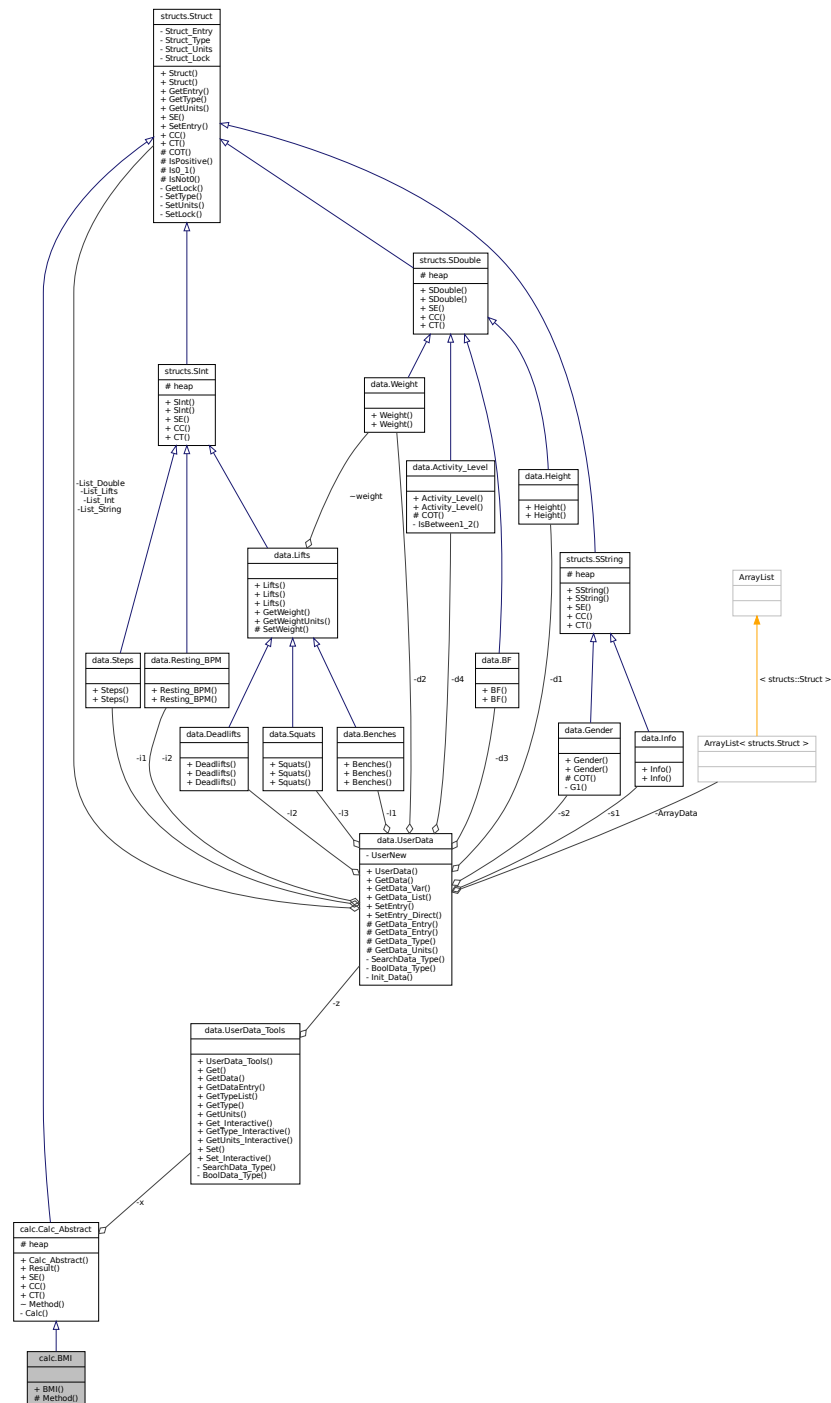 structs.Struct
- Struct_Entry
- Struct_Type
- Struct_Units
- Struct_Lock
+ Struct()
+ Struct()
+ GetEntry()
+ GetType()
+ GetUnits()
+ SE()
+ SetEntry()
+ CC()
+ CT()
# COT()
# IsPositive()
# Is0_1()
# IsNot0()
- GetLock()
- SetType()
- SetUnits()
- SetLock()
structs.SDouble
# heap
+ SDouble()
+ SDouble()
+ SE()
+ CC()
+ CT()
structs.SInt
# heap
+ SInt()
+ SInt()
+ SE()
+ CC()
+ CT()
data.Weight
+ Weight()
+ Weight()
-List_Double
-List_Lifts
-List_Int
-List_String
~weight
data.Activity_Level
+ Activity_Level()
+ Activity_Level()
# COT()
- IsBetween1_2()
data.Height
+ Height()
+ Height()
data.Lifts
+ Lifts()
+ Lifts()
+ Lifts()
+ GetWeight()
+ GetWeightUnits()
# SetWeight()
structs.SString
# heap
+ SString()
+ SString()
+ SE()
+ CC()
+ CT()
ArrayList
< structs::Struct >
data.Steps
+ Steps()
+ Steps()
data.Resting_BPM
+ Resting_BPM()
+ Resting_BPM()
-d2
-d4
data.BF
+ BF()
+ BF()
-d1
data.Deadlifts
+ Deadlifts()
+ Deadlifts()
+ Deadlifts()
data.Squats
+ Squats()
+ Squats()
+ Squats()
data.Benches
+ Benches()
+ Benches()
+ Benches()
data.Gender
+ Gender()
+ Gender()
# COT()
- G1()
data.Info
+ Info()
+ Info()
ArrayList< structs.Struct >
-i1
-i2
-d3
-l2
-l3
-l1
-s2
-s1
-ArrayData
data.UserData
- UserNew
+ UserData()
+ GetData()
+ GetData_Var()
+ GetData_List()
+ SetEntry()
+ SetEntry_Direct()
# GetData_Entry()
# GetData_Entry()
# GetData_Type()
# GetData_Units()
- SearchData_Type()
- BoolData_Type()
- Init_Data()
-z
data.UserData_Tools
+ UserData_Tools()
+ Get()
+ GetData()
+ GetDataEntry()
+ GetTypeList()
+ GetType()
+ GetUnits()
+ Get_Interactive()
+ GetType_Interactive()
+ GetUnits_Interactive()
+ Set()
+ Set_Interactive()
- SearchData_Type()
- BoolData_Type()
-x
calc.Calc_Abstract
# heap
+ Calc_Abstract()
+ Result()
+ SE()
+ CC()
+ CT()
~ Method()
- Calc()
calc.BMI
+ BMI()
# Method()